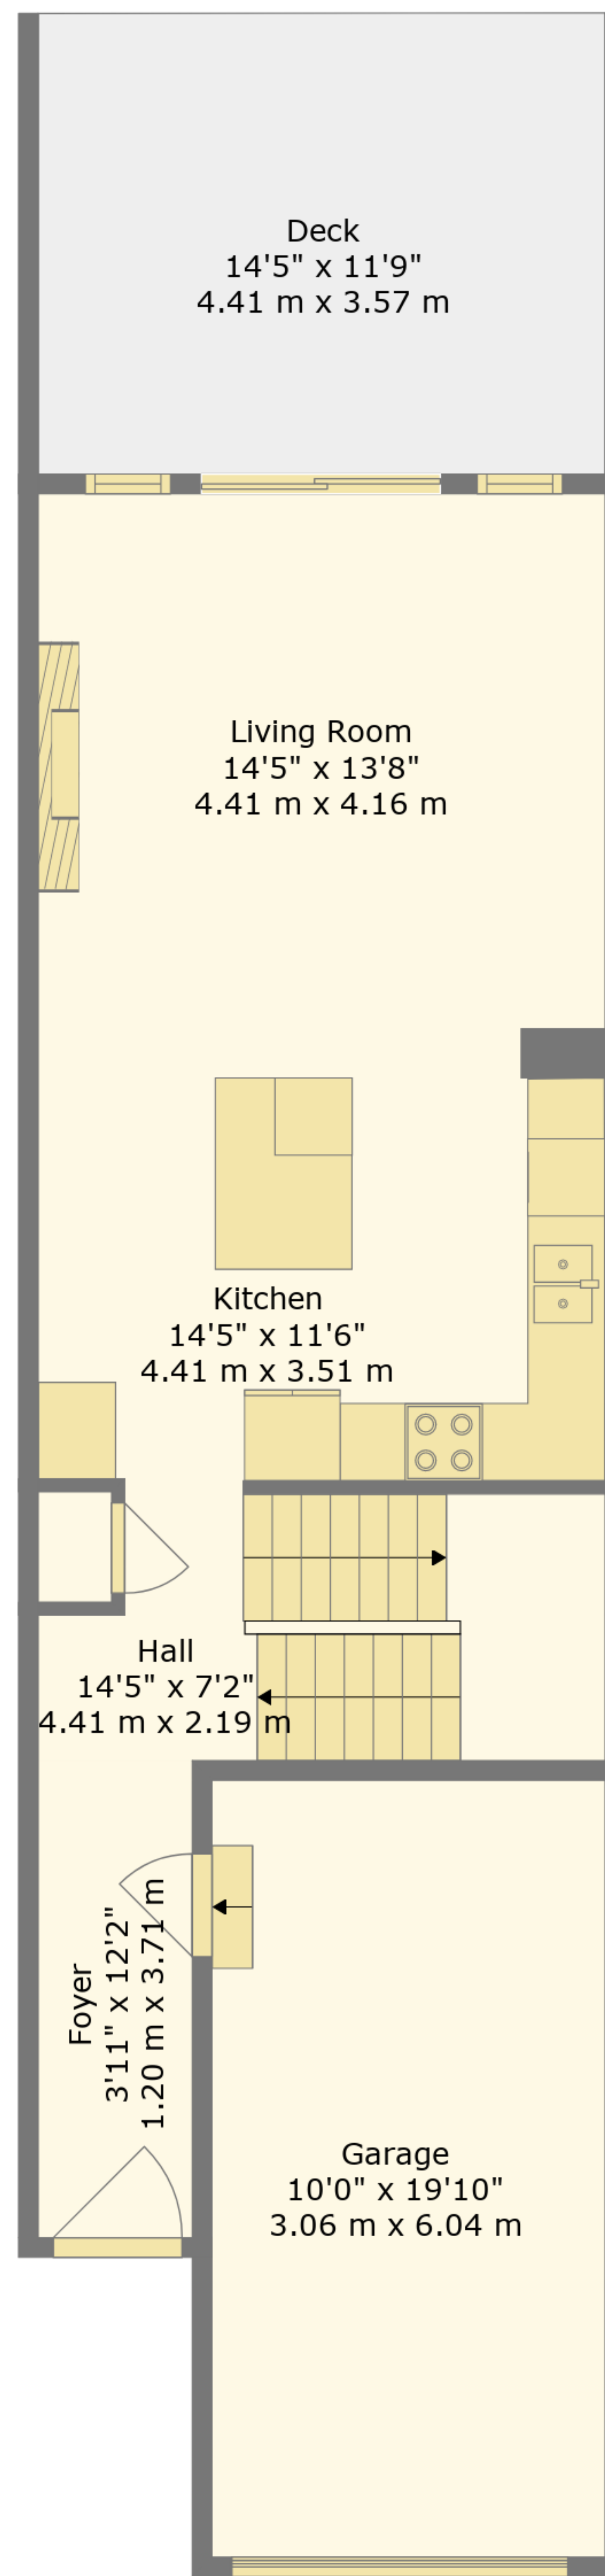 Deck
14'5" x 11'9"
4.41 m x 3.57 m
Living Room
14'5" x 13'8"
4.41 m x 4.16 m
Kitchen
14'5" x 11'6"
4.41 m x 3.51 m
Hall
14'5" x 7'2"
4.41 m x 2.19 m
Foyer
3'11" x 12'2"
1.20 m x 3.71 m
Garage
10'0" x 19'10"
3.06 m x 6.04 m